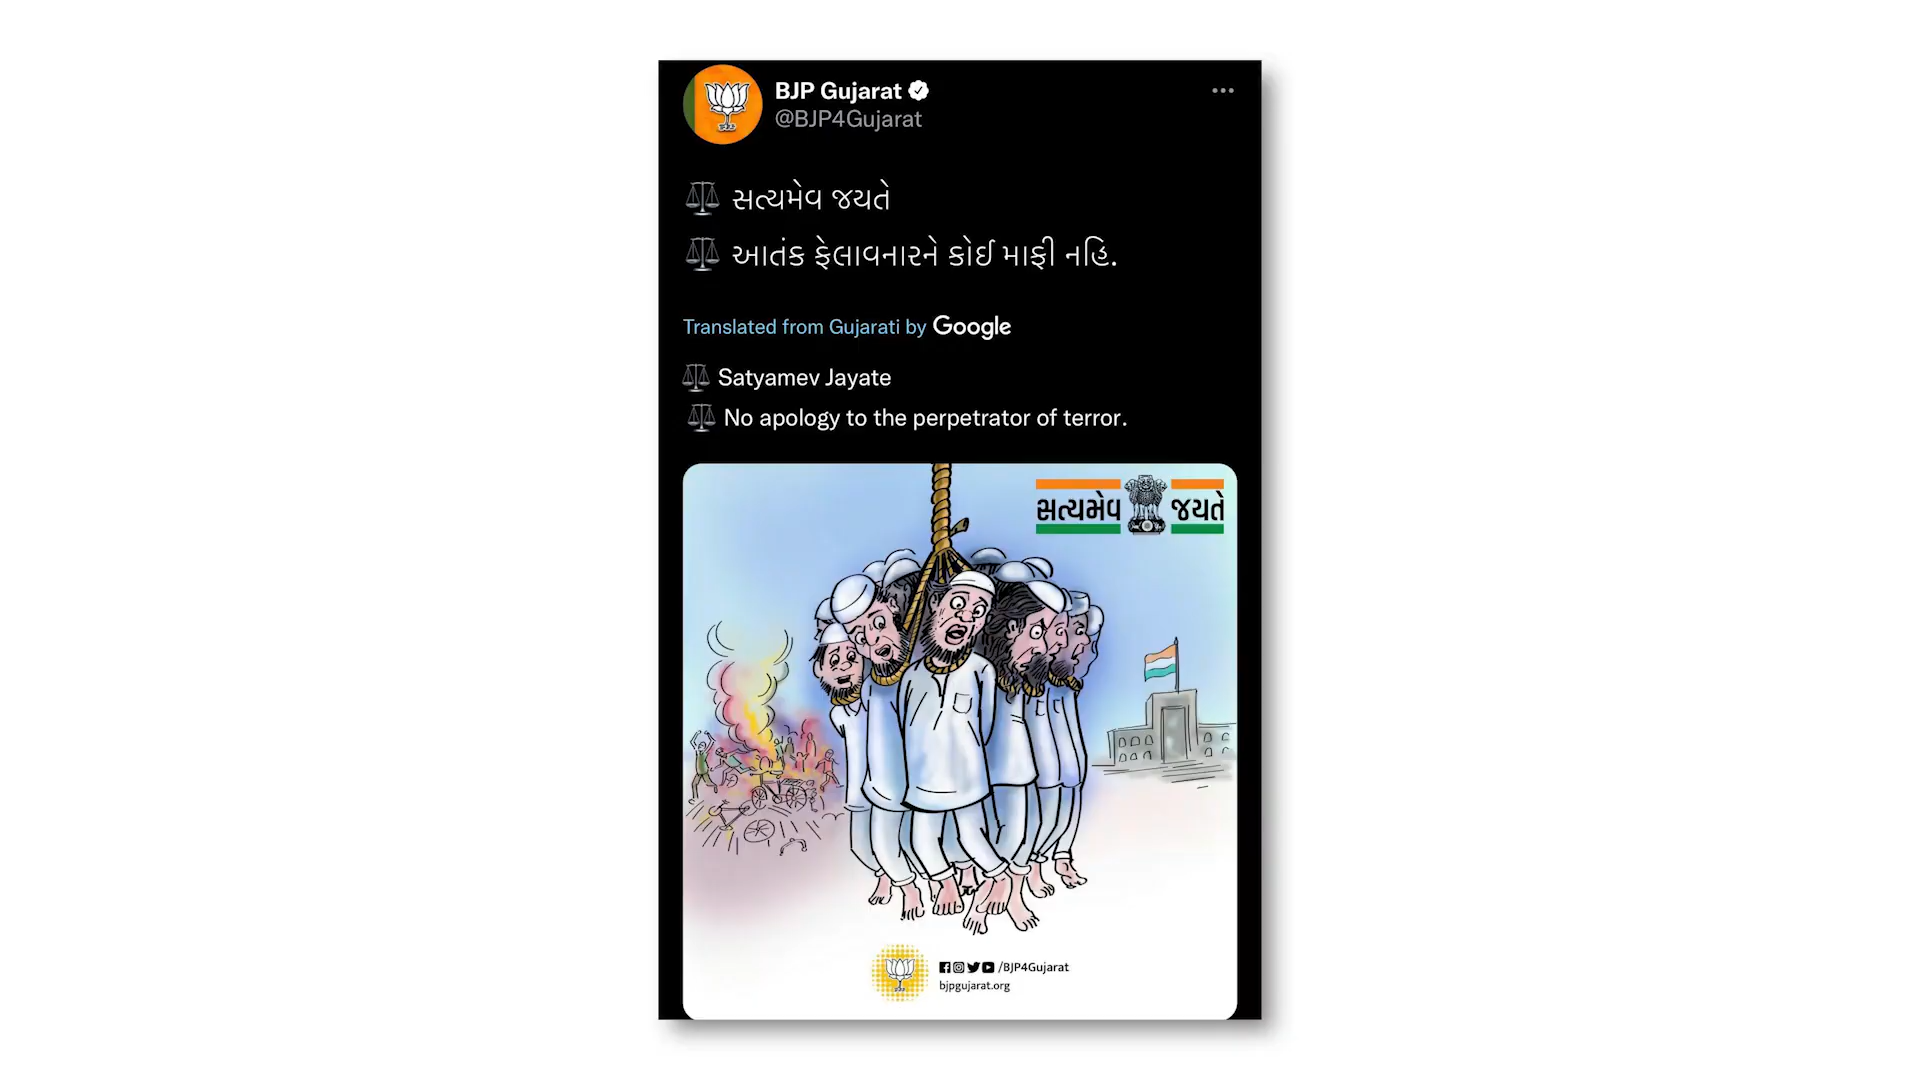 BJP Gujarat
@BJP4Gujarat
સત્યમેવ જયતે
આતંક ફેલાવનારને કોઈ માફી નહિ.
Translated from Gujarati by Google
Satyamev Jayate
No apology to the perpetrator of terror.
સત્યમેવ જયતે
/BJP4Gujarat
bjpgujarat.org